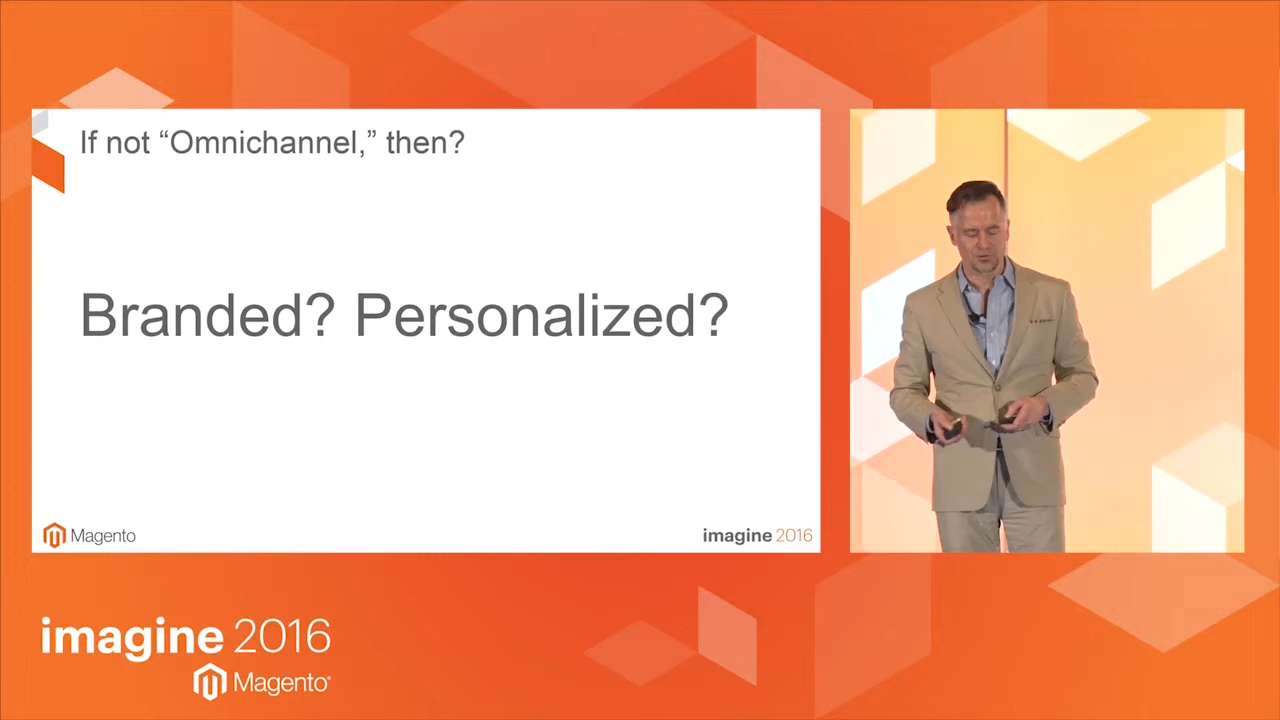 If not “Omnichannel,” then?
Branded? Personalized?
Magento
imagine 2016
imagine 2016
Magento®